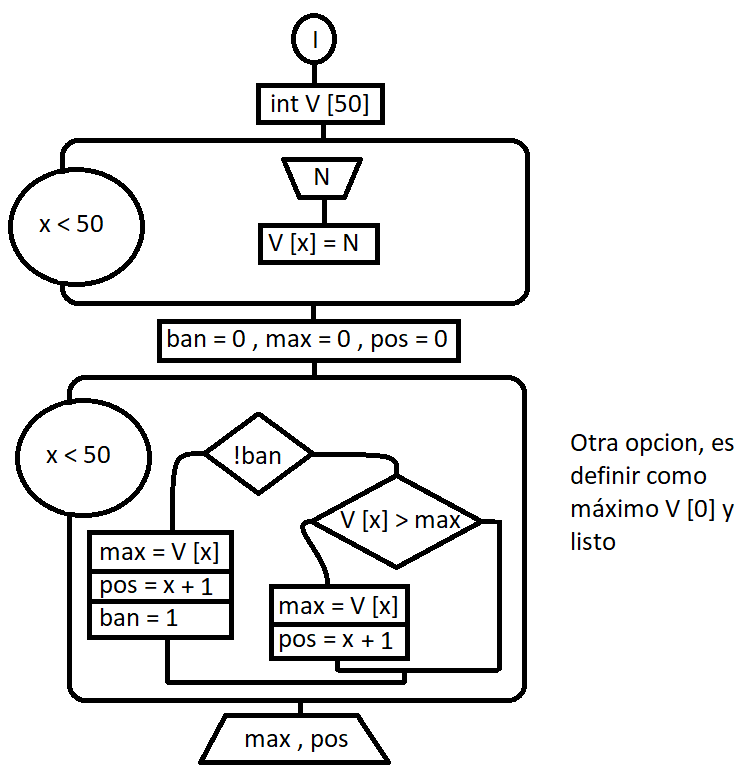 I
int V [50]
N
x < 50
V [x] = N
ban = 0 , max = 0 , pos = 0
x < 50
!ban
V [x] > max
max = V [x]
pos = x + 1
ban = 1
max = V [x]
pos = x + 1
Otra opcion, es
definir como
máximo V [0] y
listo
max , pos